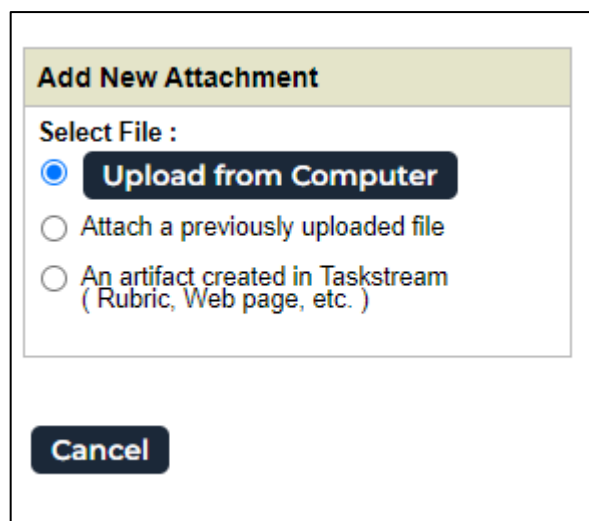 Add New Attachment
Select File :
Upload from Computer
Attach a previously uploaded file
An artifact created in Taskstream
( Rubric, Web page, etc. )
Cancel